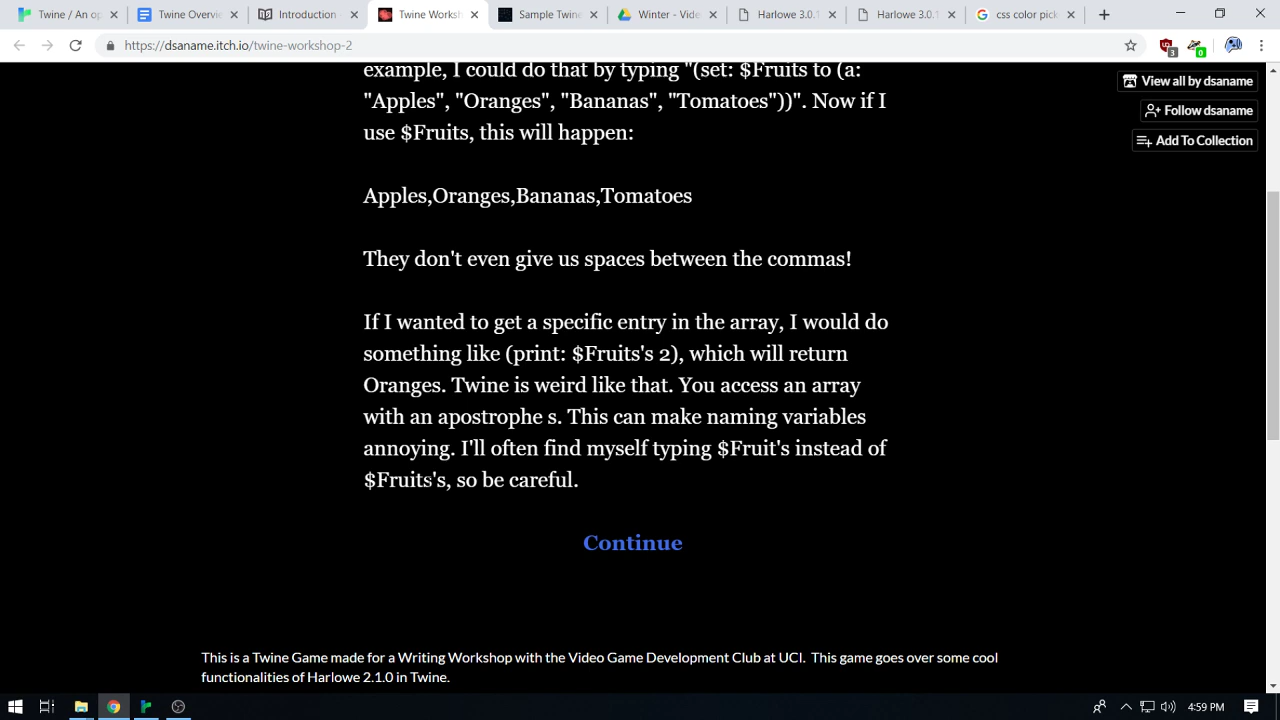 Twine / An op
Twine Overvie
Introduction
Twine Worksh
Sample Twine
Winter - Vide
Harlowe 3.0.
Harlowe 3.0.1
css color pick
https://dsaname.itch.io/twine-workshop-2
3
0
View all by dsaname
Follow dsaname
Add To Collection
example, I could do that by typing "(set: $Fruits to (a:
"Apples", "Oranges", "Bananas", "Tomatoes"))". Now if I
use $Fruits, this will happen:
Apples,Oranges,Bananas,Tomatoes
They don't even give us spaces between the commas!
If I wanted to get a specific entry in the array, I would do
something like (print: $Fruits's 2), which will return
Oranges. Twine is weird like that. You access an array
with an apostrophe s. This can make naming variables
annoying. I'll often find myself typing $Fruit's instead of
$Fruits's, so be careful.
Continue
This is a Twine Game made for a Writing Workshop with the Video Game Development Club at UCI. This game goes over some cool
functionalities of Harlowe 2.1.0 in Twine.
4:59 PM